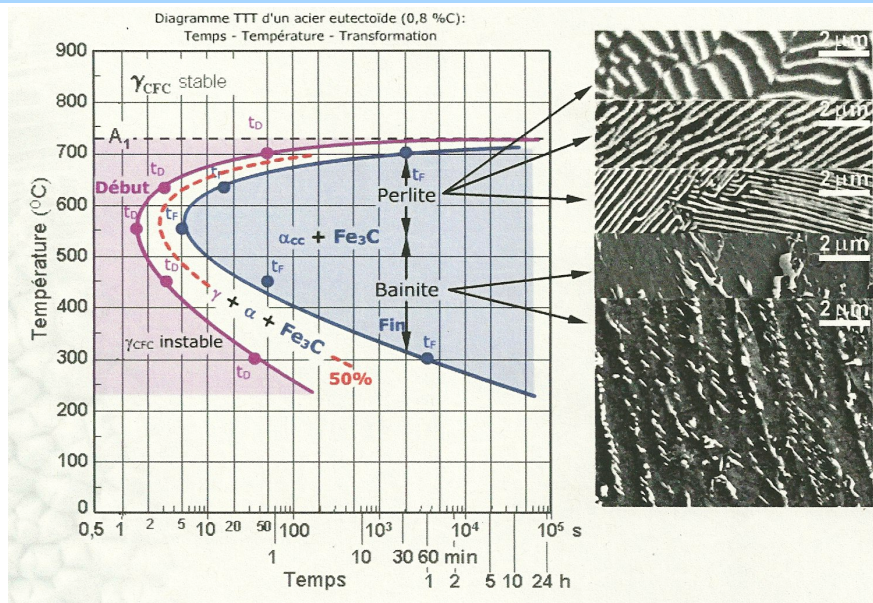 Diagramme TTT d'un acier eutectoïde (0,8 %C):
Temps - Température - Transformation
900
800
700
600
500
400
300
200
100
0
Température (°C)
γCFC stable
A1
tD
tD
tF
tF
Début
tD
tF
Perlite
αcc + Fe3C
tD
tF
Bainite
γ + α + Fe3C
Fin
γCFC instable
tF
50%
tD
0,5 1 2 5 10 20 50 100 10³ 10⁴ 10⁵ s
1 10 30 60 min
Temps 1 2 5 10 24 h
2 µm
2 µm
2 µm
2 µm
2 µm